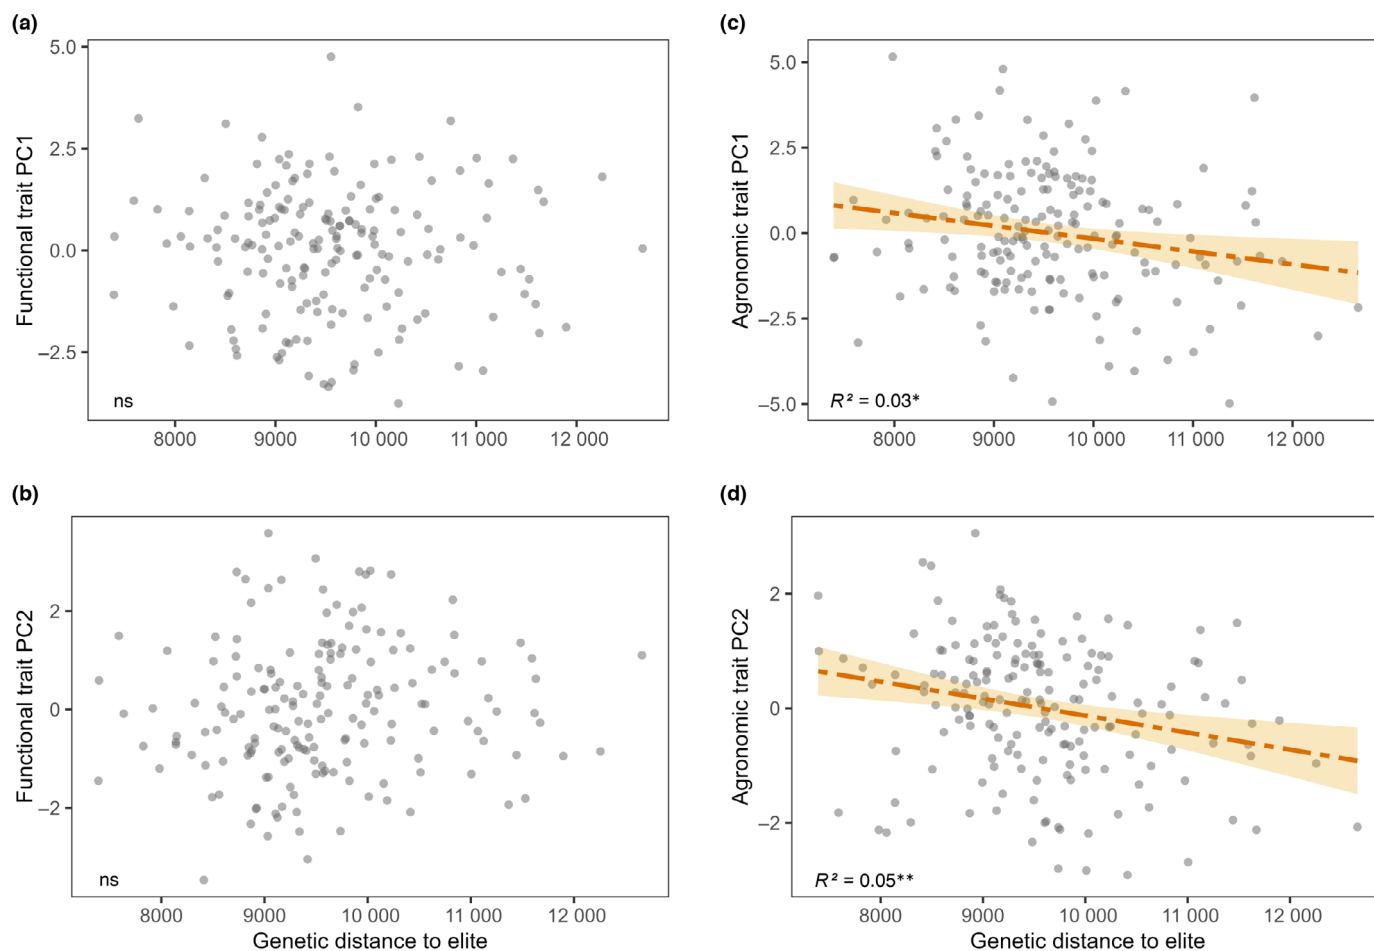 (a)
Functional trait PC1
5.0
2.5
0.0
–2.5
ns
8000 9000 10 000 11 000 12 000
(c)
Agronomic trait PC1
5.0
2.5
0.0
–2.5
–5.0
R² = 0.03*
8000 9000 10 000 11 000 12 000
(b)
Functional trait PC2
2
0
–2
ns
8000 9000 10 000 11 000 12 000
Genetic distance to elite
(d)
Agronomic trait PC2
2
0
–2
R² = 0.05**
8000 9000 10 000 11 000 12 000
Genetic distance to elite